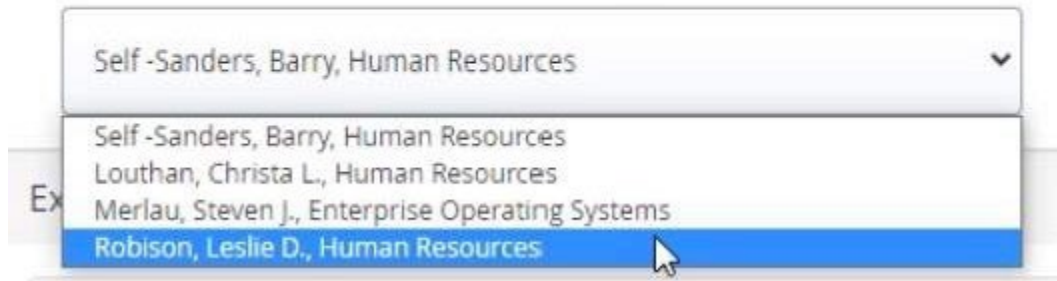 Self -Sanders, Barry, Human Resources
Self -Sanders, Barry, Human Resources
Louthan, Christa L., Human Resources
Ex
Merlau, Steven J., Enterprise Operating Systems
Robison, Leslie D., Human Resources